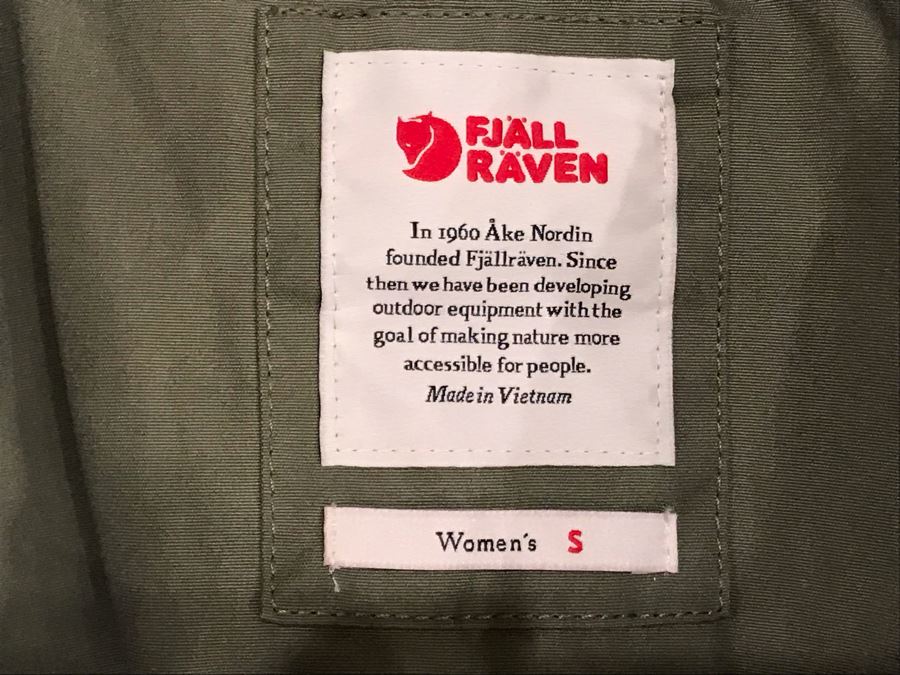 FJÄLL
RÄVEN
In 1960 Åke Nordin
founded Fjällräven. Since
then we have been developing
outdoor equipment with the
goal of making nature more
accessible for people.
Made in Vietnam
Women's S